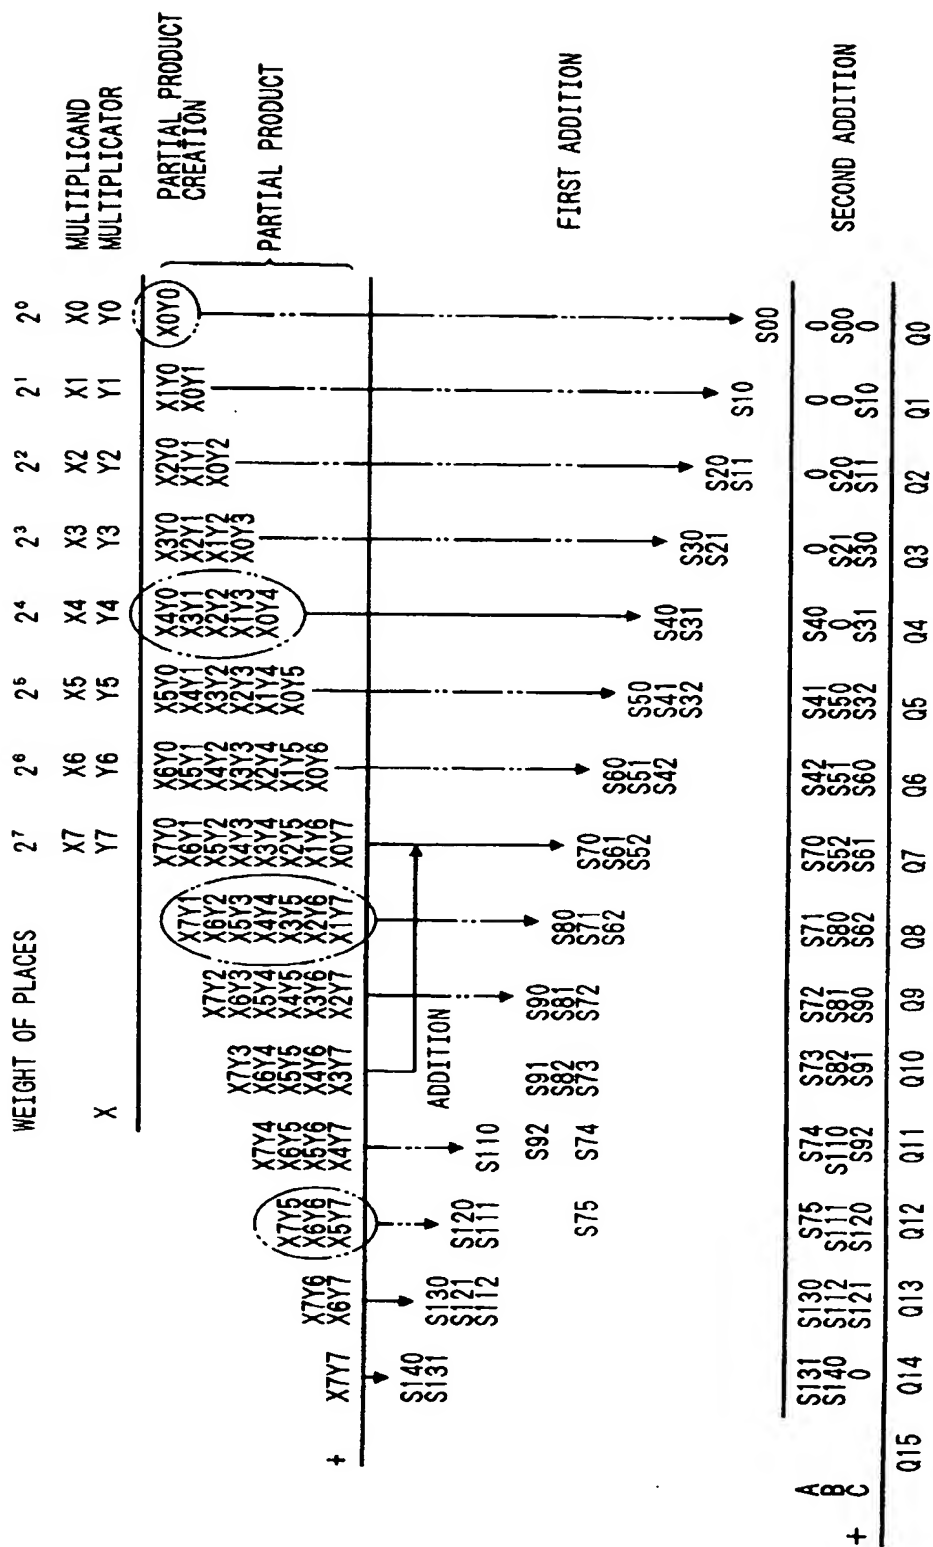 WEIGHT OF PLACES 2⁷ 2⁶ 2⁵ 2⁴ 2³ 2² 2¹ 2⁰
X7 X6 X5 X4 X3 X2 X1 X0 MULTIPLICAND
X Y7 Y6 Y5 Y4 Y3 Y2 Y1 Y0 MULTIPLICATOR
X7Y0 X6Y0 X5Y0 X4Y0 X3Y0 X2Y0 X1Y0 X0Y0 PARTIAL PRODUCT
X7Y1 X6Y1 X5Y1 X4Y1 X3Y1 X2Y1 X1Y1 X0Y1 CREATION
X7Y2 X6Y2 X5Y2 X4Y2 X3Y2 X2Y2 X1Y2 X0Y2
X7Y3 X6Y3 X5Y3 X4Y3 X3Y3 X2Y3 X1Y3 X0Y3
X7Y4 X6Y4 X5Y4 X4Y4 X3Y4 X2Y4 X1Y4 X0Y4 PARTIAL PRODUCT
X7Y5 X6Y5 X5Y5 X4Y5 X3Y5 X2Y5 X1Y5 X0Y5
X7Y6 X6Y6 X5Y6 X4Y6 X3Y6 X2Y6 X1Y6 X0Y6
+ X7Y7 X6Y7 X5Y7 X4Y7 X3Y7 X2Y7 X1Y7 X0Y7
S140
S131 S130 ADDITION
S121 S120
S112 S111 S110
S92 S91 S90
S82 S81 S80 FIRST ADDITION
S75 S74 S73 S72 S71 S70
S62 S61 S60
S52 S51 S50
S42 S41 S40
S32 S31 S30
S21 S20
S11 S10
S00
A S131 S130 S75 S74 S73 S72 S71 S70 S42 S41 S40 0 0 0 0
B S140 S112 S111 S110 S82 S81 S80 S52 S51 S50 0 S21 S20 0 S00 SECOND ADDITION
+ C 0 S121 S120 S92 S91 S90 S62 S61 S60 S32 S31 S30 S11 S10 0
Q15 Q14 Q13 Q12 Q11 Q10 Q9 Q8 Q7 Q6 Q5 Q4 Q3 Q2 Q1 Q0